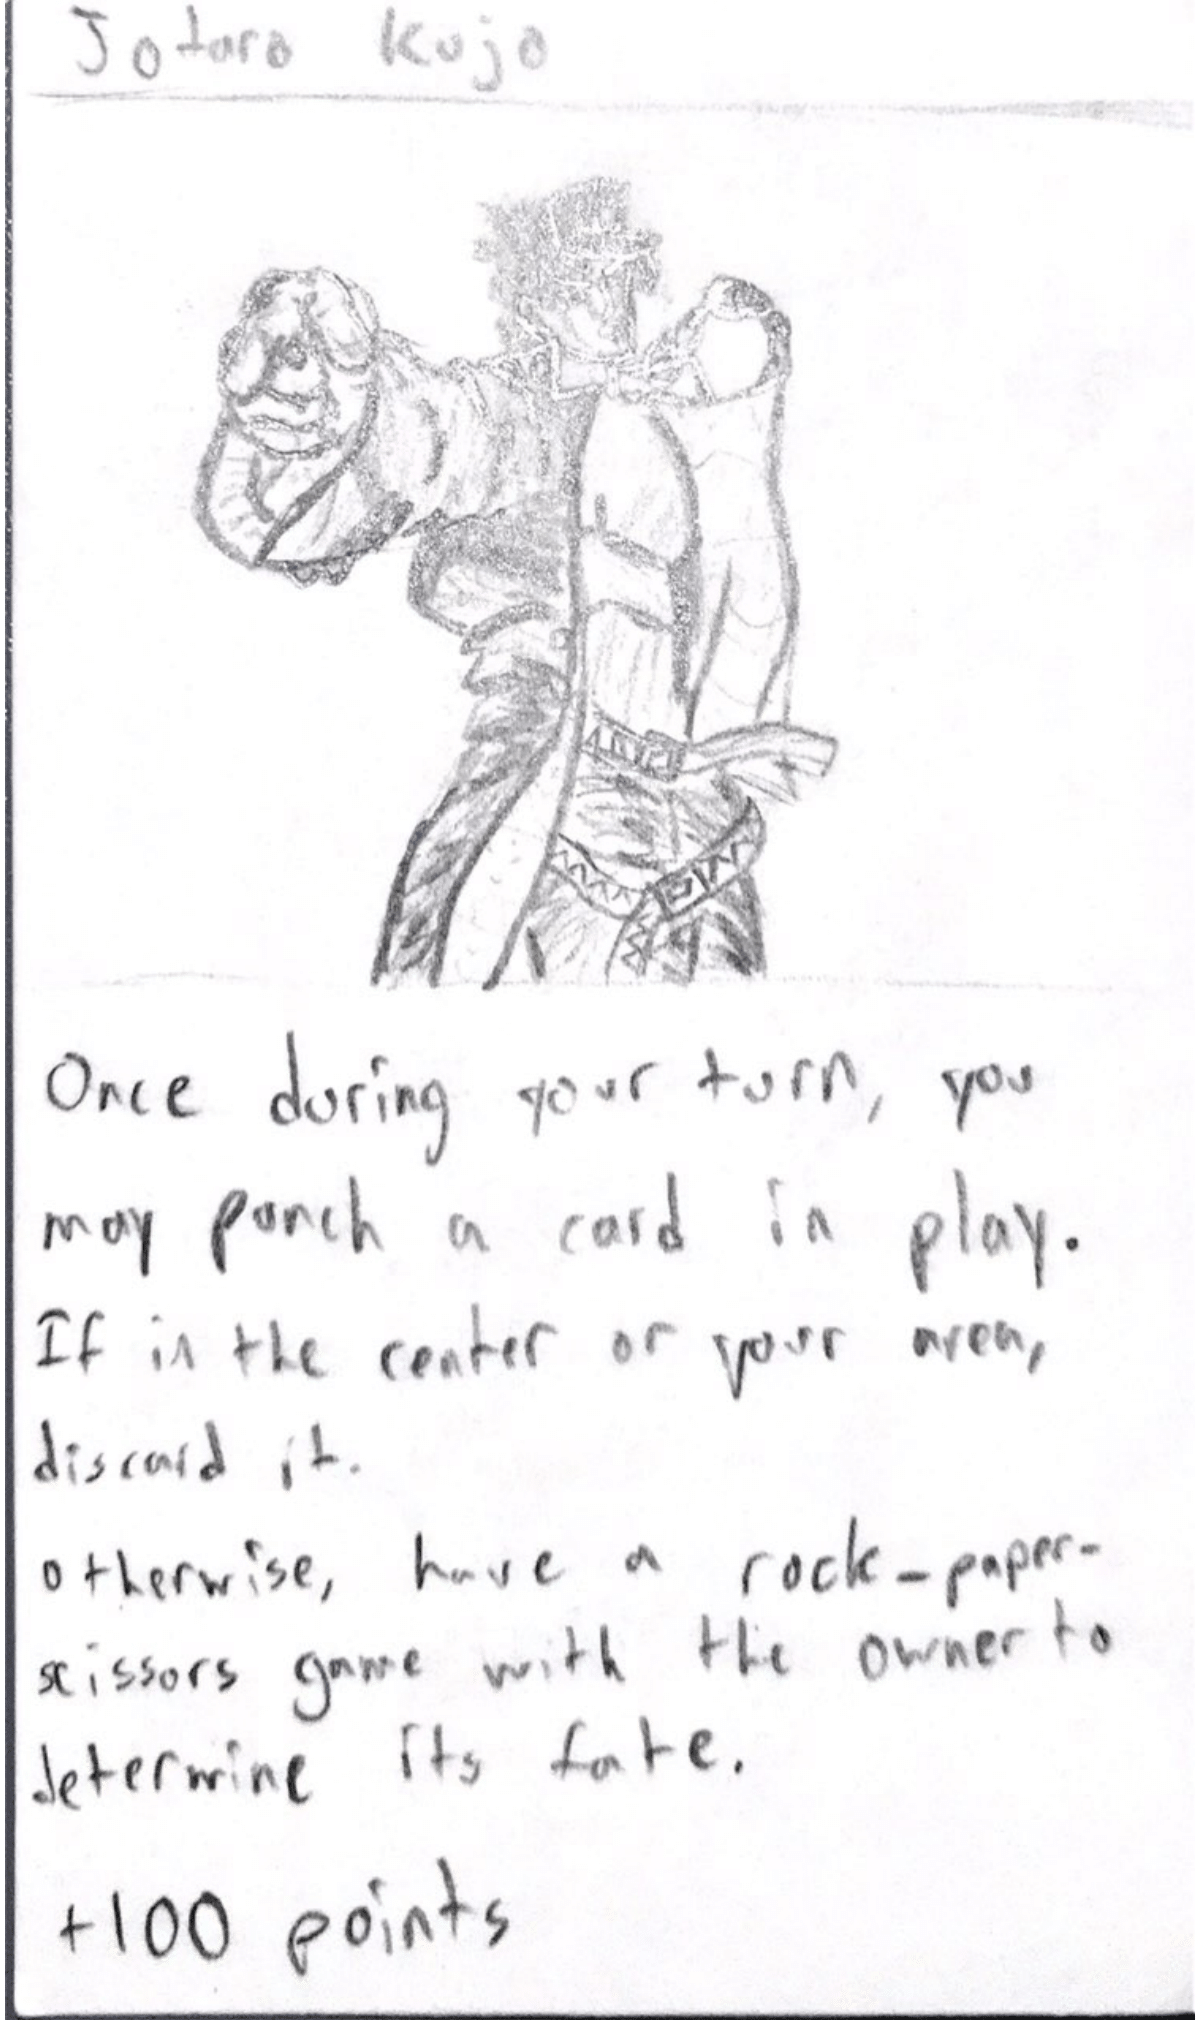 Jotaro Kujo
Once during your turn, you
may punch a card in play.
If in the center or your area,
discard it.
otherwise, have a rock-paper-
scissors game with the owner to
determine its fate.
+100 points